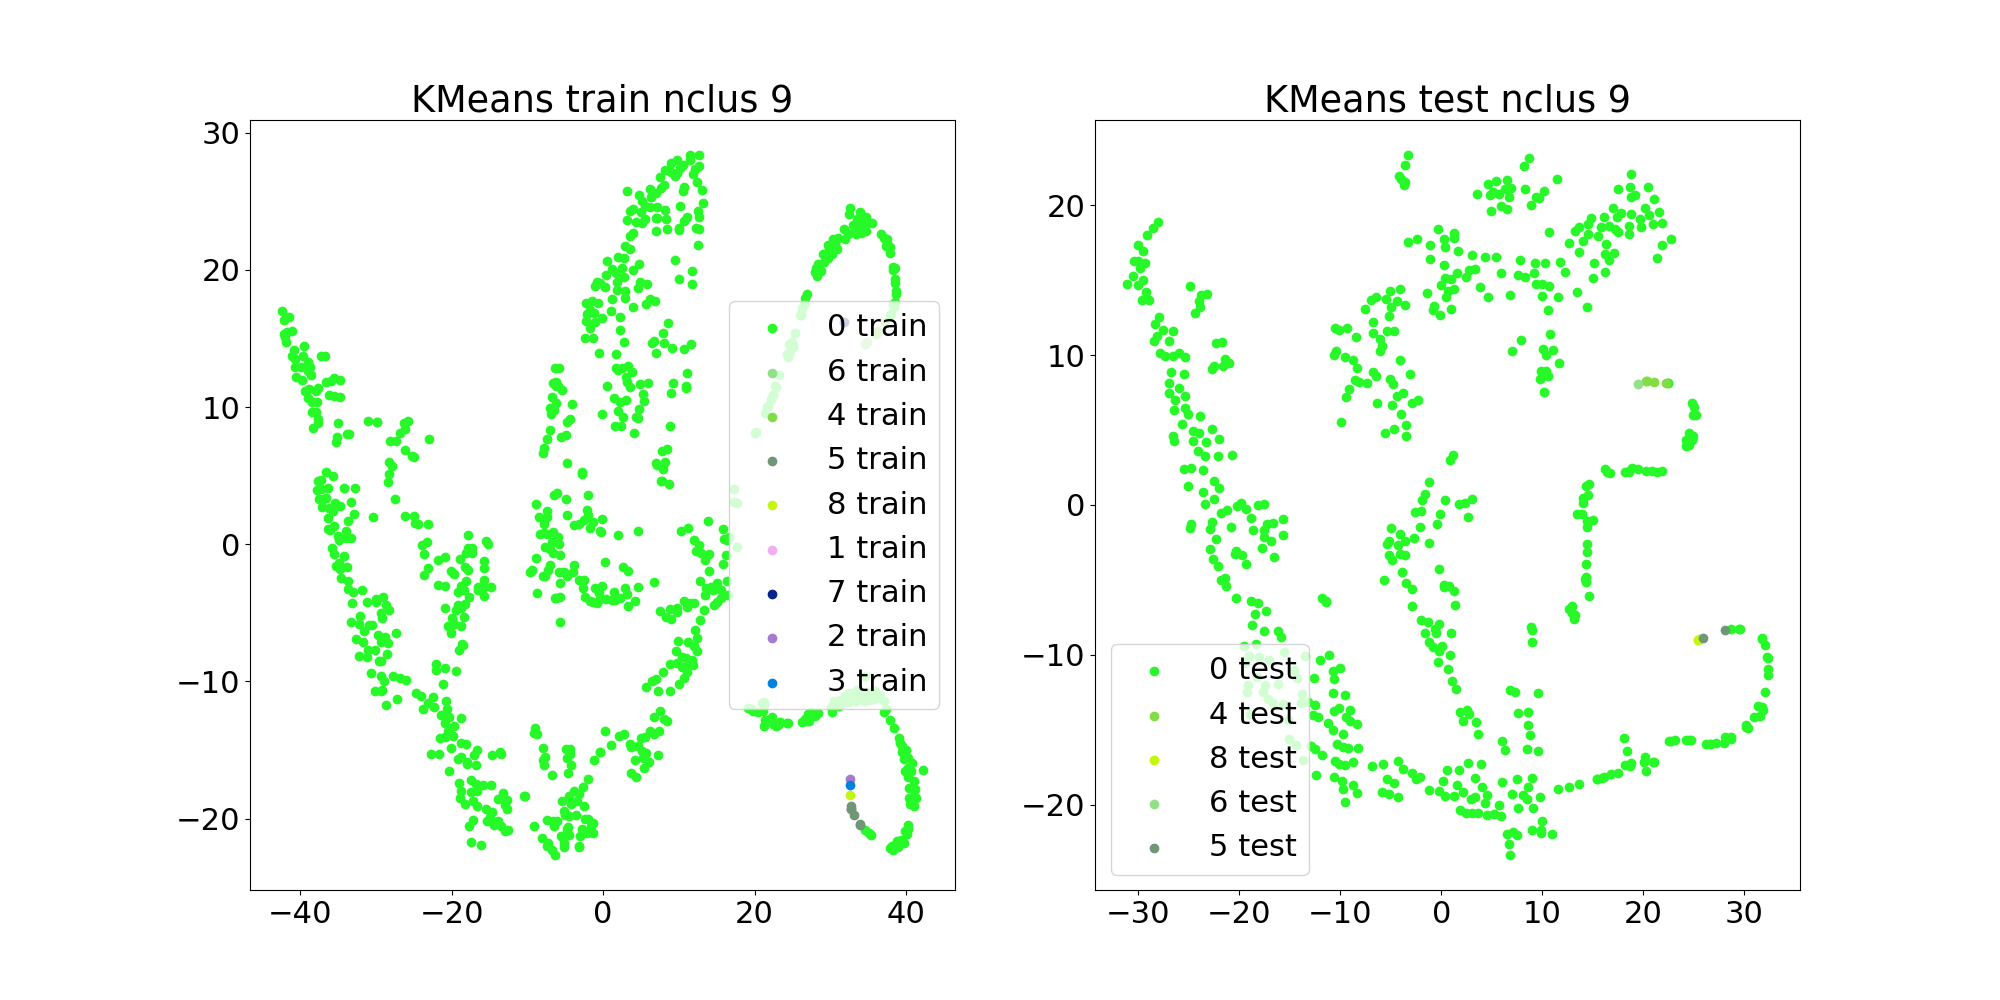 KMeans train nclus 9
30
20
10
0
−10
−20
−40 −20 0 20 40
0 train
6 train
4 train
5 train
8 train
1 train
7 train
2 train
3 train
KMeans test nclus 9
20
10
0
−10
−20
−30 −20 −10 0 10 20 30
0 test
4 test
8 test
6 test
5 test